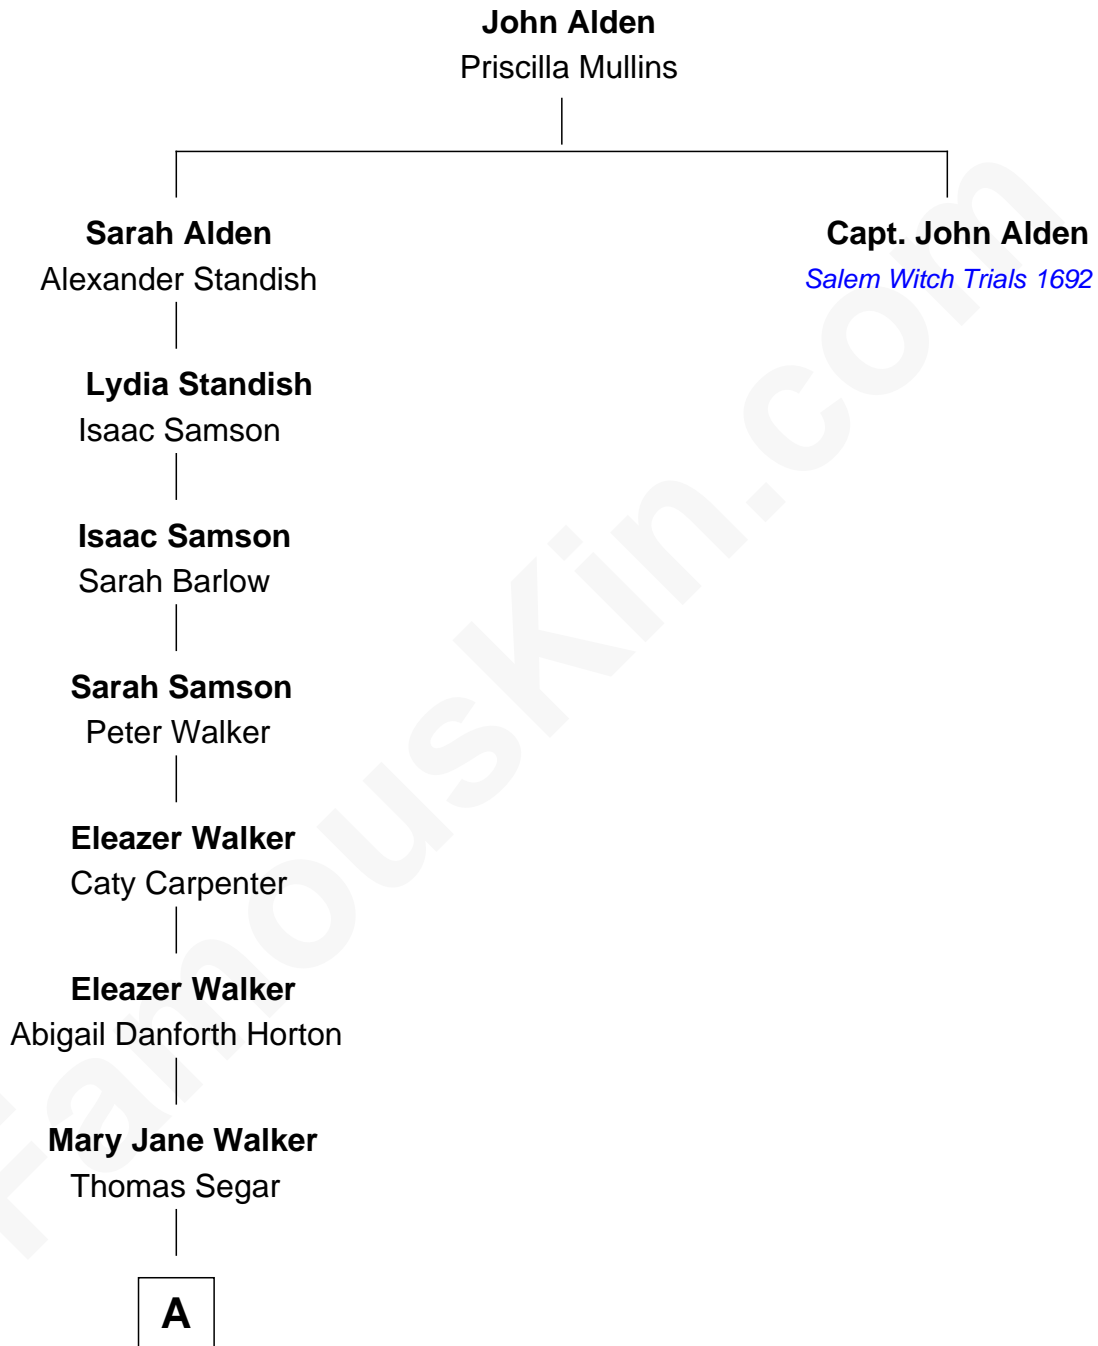 John Alden
Priscilla Mullins
Sarah Alden
Alexander Standish
Capt. John Alden
Salem Witch Trials 1692
Lydia Standish
Isaac Samson
Isaac Samson
Sarah Barlow
Sarah Samson
Peter Walker
Eleazer Walker
Caty Carpenter
Eleazer Walker
Abigail Danforth Horton
Mary Jane Walker
Thomas Segar
A
FamousKin.com